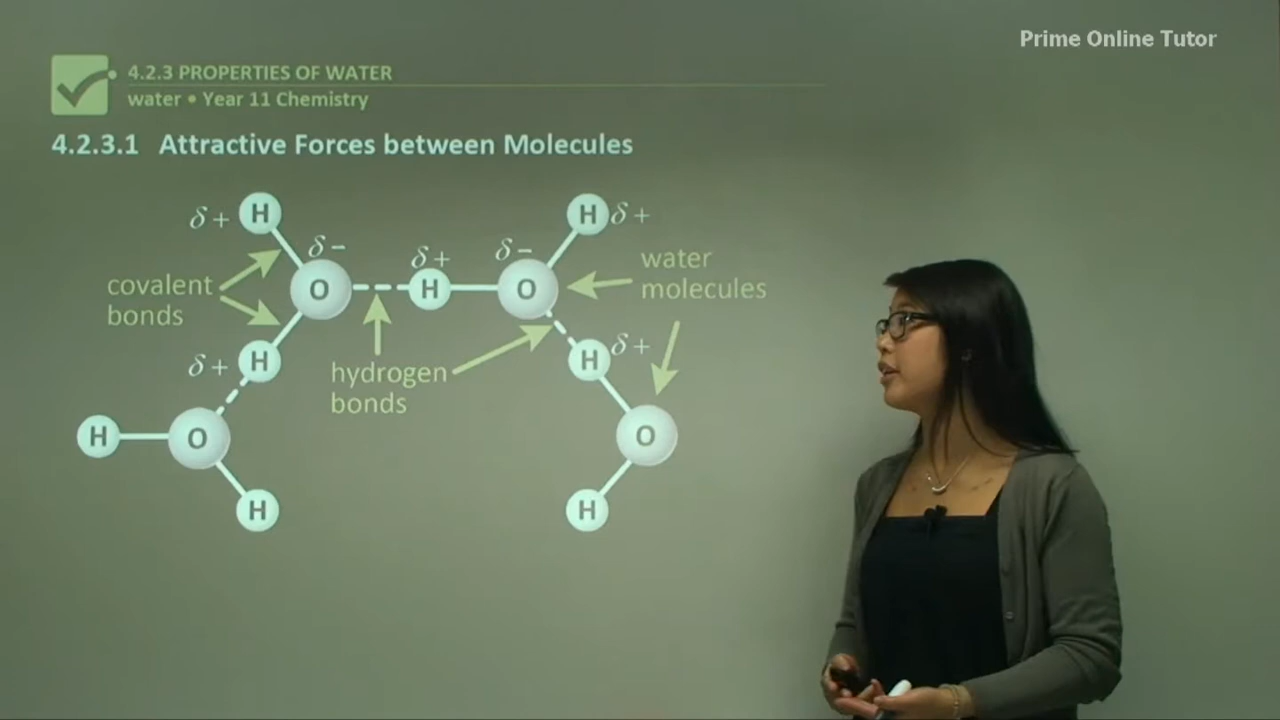 Prime Online Tutor
4.2.3 PROPERTIES OF WATER
water • Year 11 Chemistry
4.2.3.1 Attractive Forces between Molecules
δ+ H
H δ+
δ−
δ+
δ−
water
molecules
covalent
bonds
O
H
O
δ+ H
H δ+
hydrogen
bonds
H
O
O
H
H